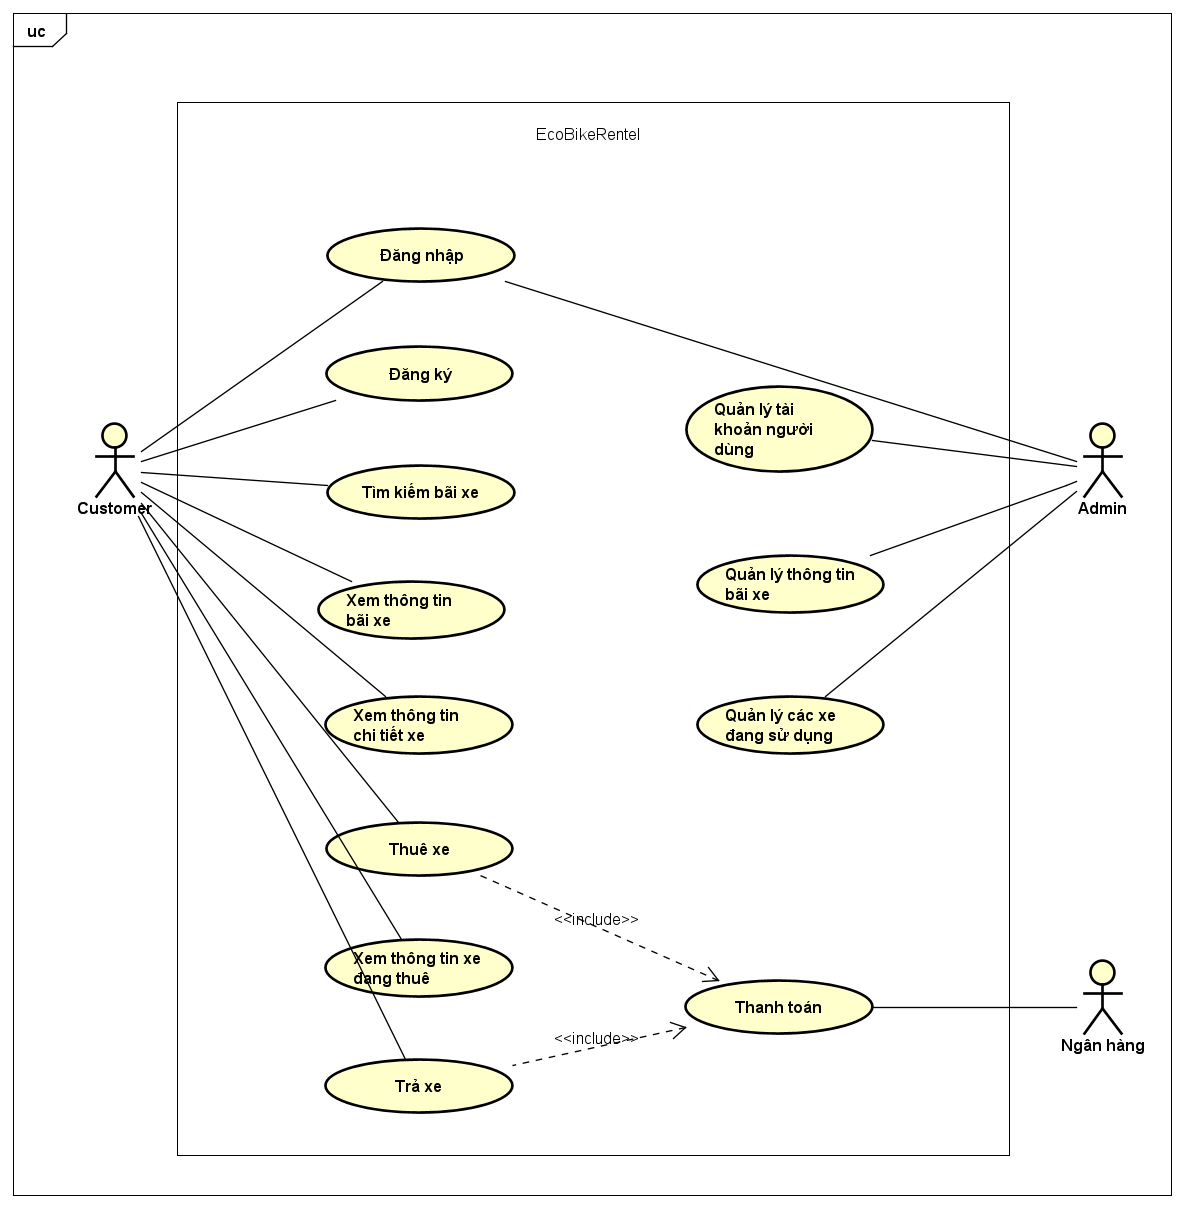 uc
EcoBikeRentel
Đăng nhập
Đăng ký
Quản lý tài
khoản người
dùng
Tìm kiếm bãi xe
Customer
Admin
Quản lý thông tin
bãi xe
Xem thông tin
bãi xe
Xem thông tin
chi tiết xe
Quản lý các xe
đang sử dụng
Thuê xe
<<include>>
Xem thông tin xe
đang thuê
Thanh toán
<<include>>
Ngân hàng
Trả xe